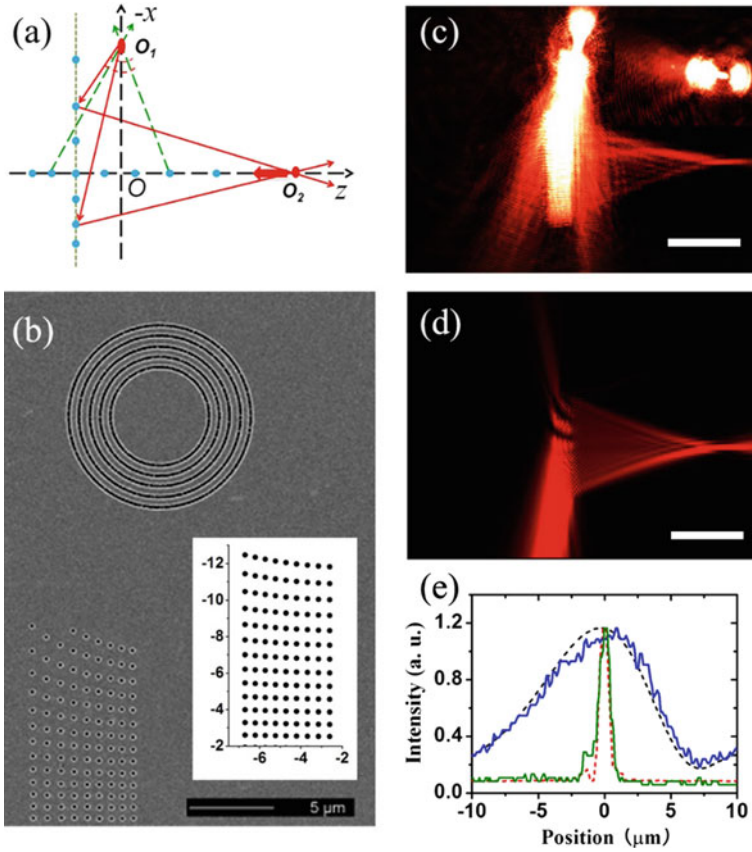 (a)
-x
O₁
O
O₂
z
(b)
-12
-10
-8
-6
-4
-2
-6 -4 -2
5 μm
(c)
(d)
(e)
1.2
0.8
0.4
0.0
Intensity (a. u.)
-10 -5 0 5 10
Position (μm)